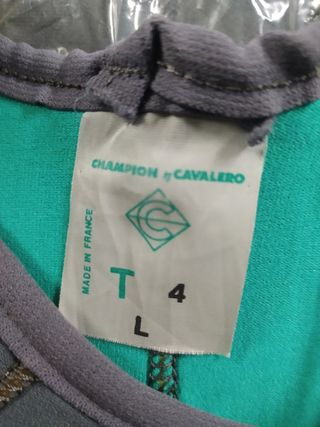 CHAMPION by CAVALERO
C
MADE IN FRANCE
T 4
L